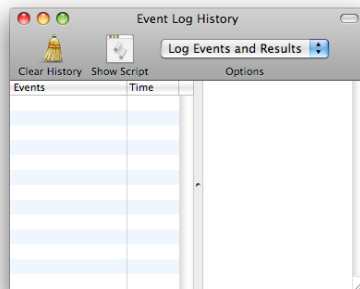 Event Log History
Log Events and Results
Clear History Show Script Options
Events Time